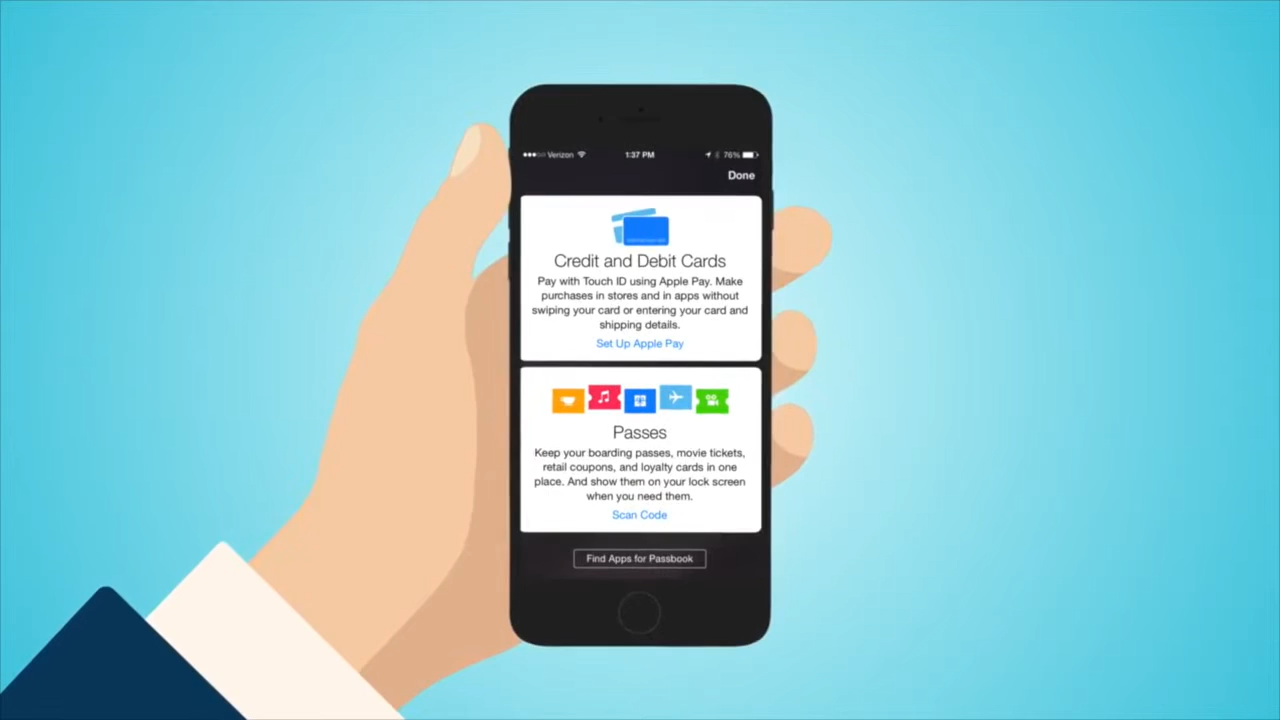 Verizon 1:37 PM 76%
Done
Credit and Debit Cards
Pay with Touch ID using Apple Pay. Make
purchases in stores and in apps without
swiping your card or entering your card and
shipping details.
Set Up Apple Pay
Passes
Keep your boarding passes, movie tickets,
retail coupons, and loyalty cards in one
place. And show them on your lock screen
when you need them.
Scan Code
Find Apps for Passbook